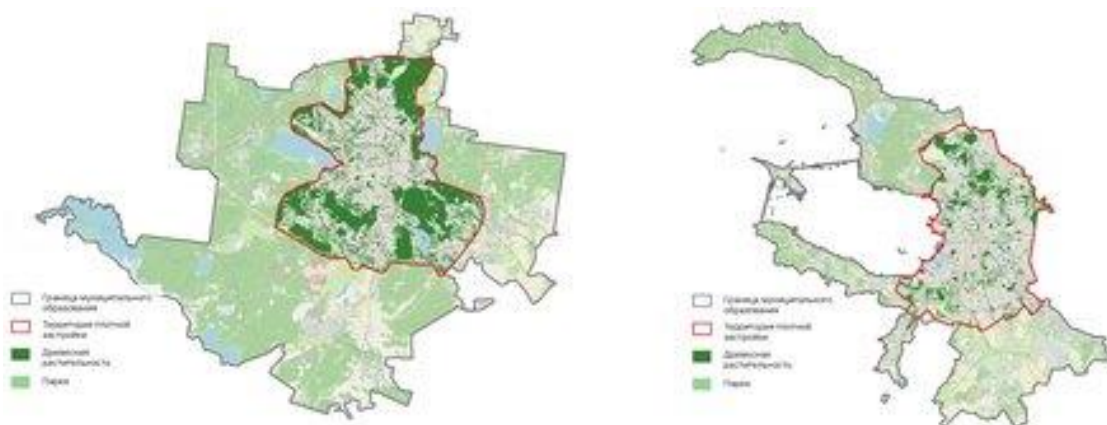 Граница муниципального
образования
Территория плотной
застройки
Древесная
растительность
Парки
Граница муниципального
образования
Территория плотной
застройки
Древесная
растительность
Парки